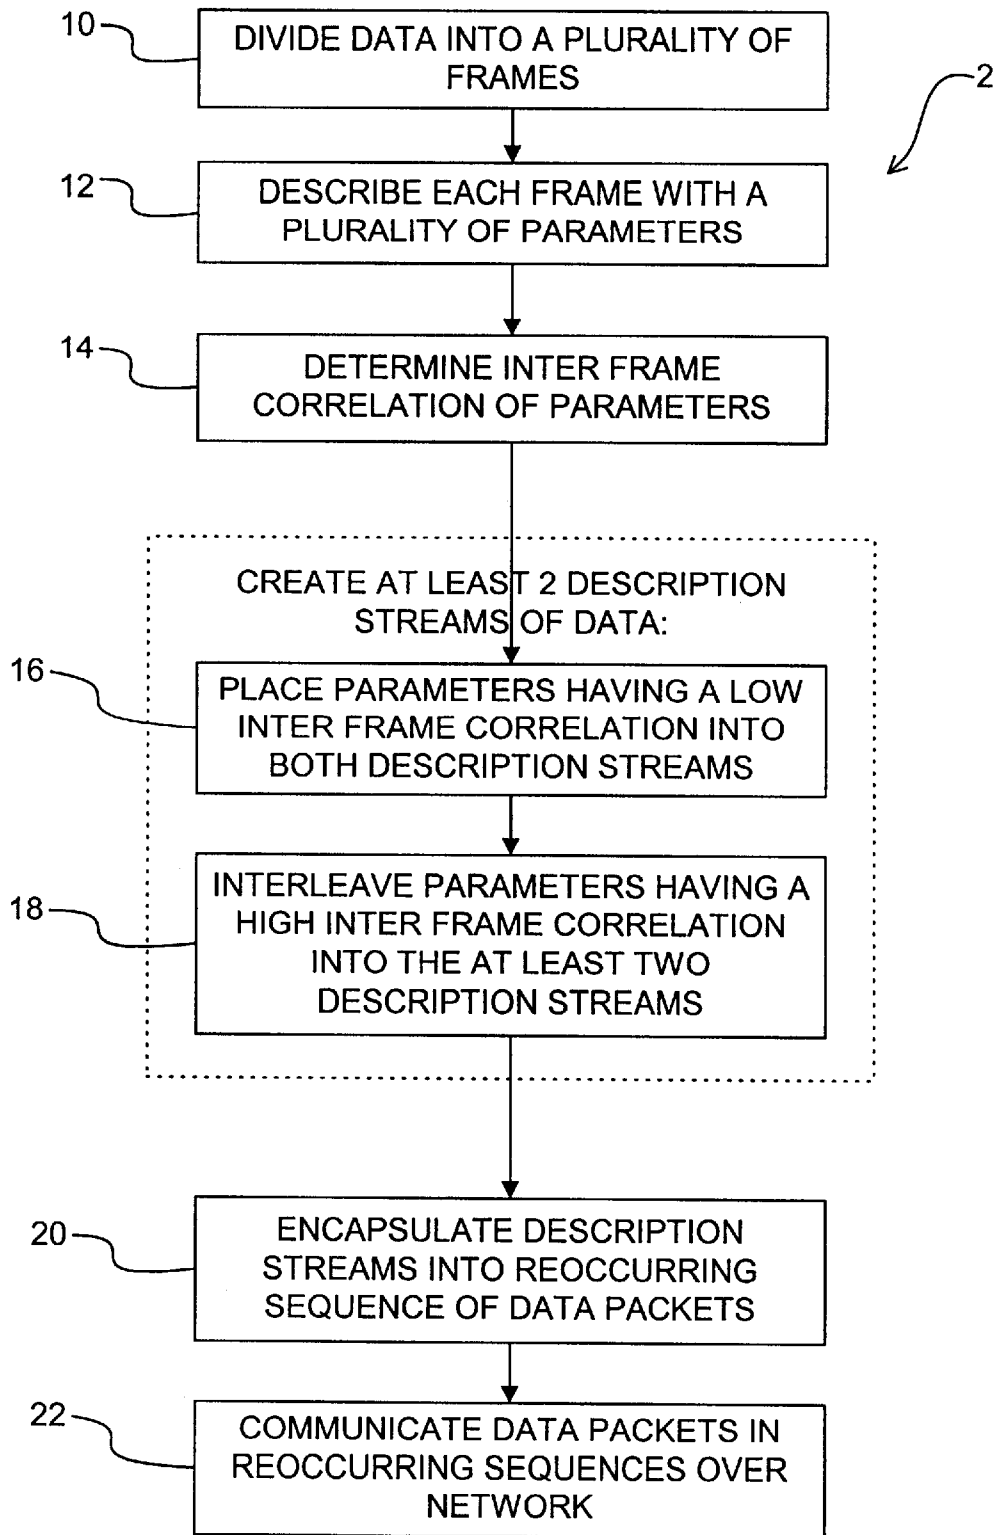 10
DIVIDE DATA INTO A PLURALITY OF
FRAMES
2
12
DESCRIBE EACH FRAME WITH A
PLURALITY OF PARAMETERS
14
DETERMINE INTER FRAME
CORRELATION OF PARAMETERS
CREATE AT LEAST 2 DESCRIPTION
STREAMS OF DATA:
16
PLACE PARAMETERS HAVING A LOW
INTER FRAME CORRELATION INTO
BOTH DESCRIPTION STREAMS
18
INTERLEAVE PARAMETERS HAVING A
HIGH INTER FRAME CORRELATION
INTO THE AT LEAST TWO
DESCRIPTION STREAMS
20
ENCAPSULATE DESCRIPTION
STREAMS INTO REOCCURRING
SEQUENCE OF DATA PACKETS
22
COMMUNICATE DATA PACKETS IN
REOCCURRING SEQUENCES OVER
NETWORK